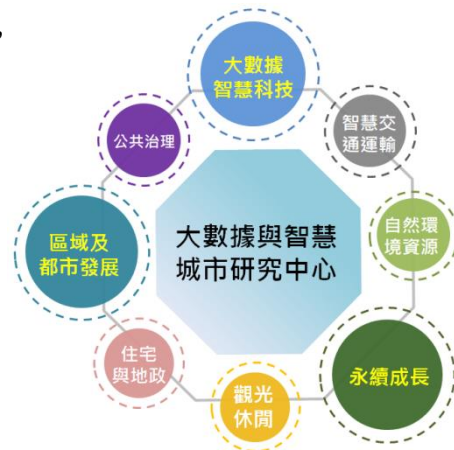 大數據
智慧科技
公共治理
智慧交
通運輸
區域及
都市發展
大數據與智慧
城市研究中心
自然環
境資源
住宅
與地政
觀光
休閒
永續成長